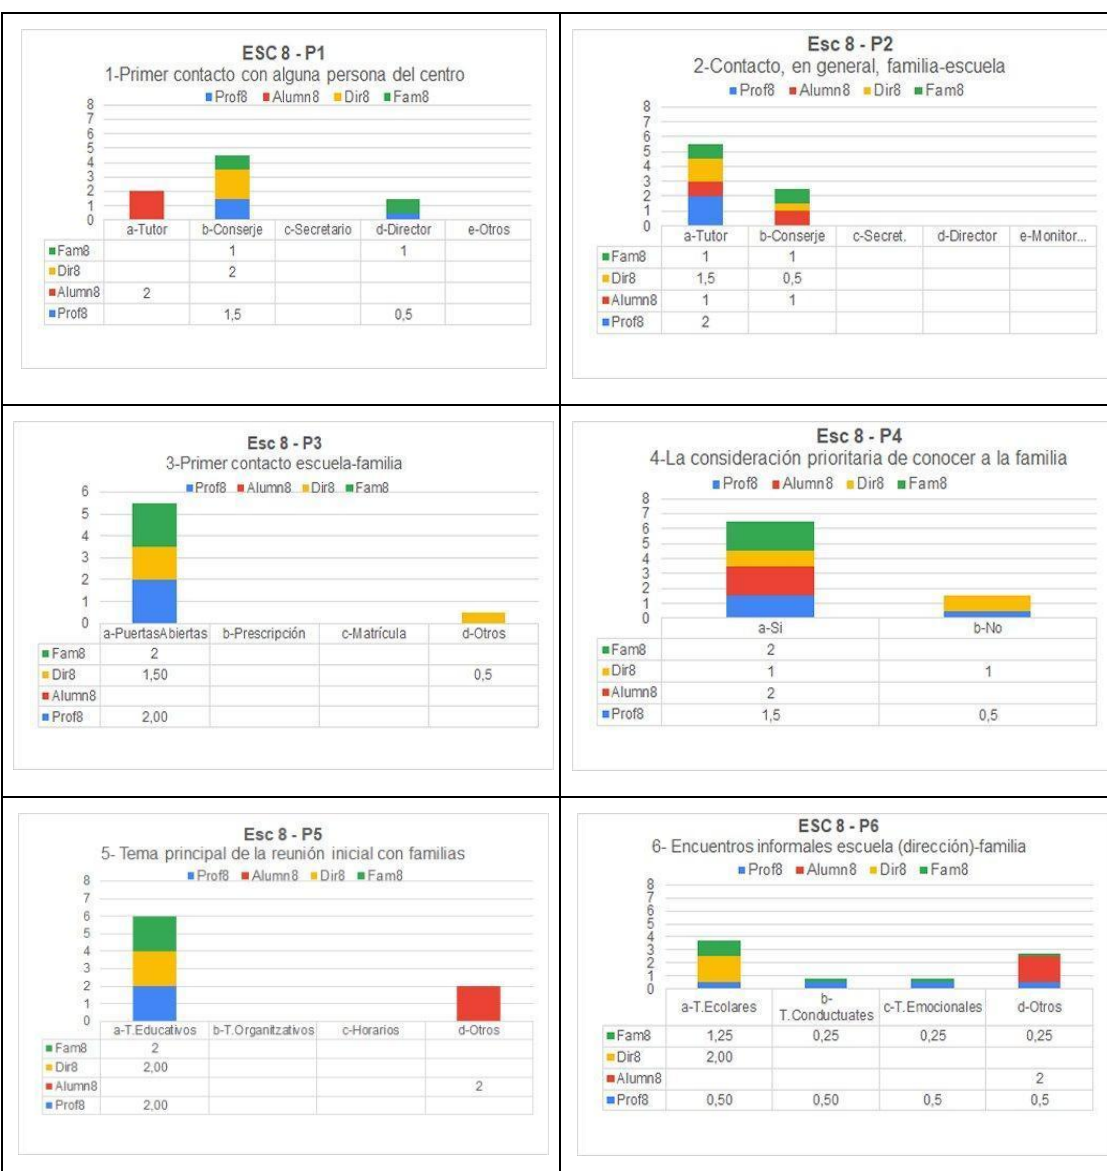 ESC 8 - P1
1-Primer contacto con alguna persona del centro
Prof8 Alumn8 Dir8 Fam8
8
7
6
5
4
3
2
1
0
a-Tutor b-Conserje c-Secretario d-Director e-Otros
Fam8 1 1
Dir8 2
Alumn8 2
Prof8 1,5 0,5
Esc 8 - P2
2-Contacto, en general, familia-escuela
Prof8 Alumn8 Dir8 Fam8
8
7
6
5
4
3
2
1
0
a-Tutor b-Conserje c-Secret. d-Director e-Monitor...
Fam8 1 1
Dir8 1,5 0,5
Alumn8 1 1
Prof8 2
Esc 8 - P3
3-Primer contacto escuela-familia
Prof8 Alumn8 Dir8 Fam8
6
5
4
3
2
1
0
a-PuertasAbiertas b-Prescripción c-Matrícula d-Otros
Fam8 2
Dir8 1,50 0,5
Alumn8
Prof8 2,00
Esc 8 - P4
4-La consideración prioritaria de conocer a la familia
Prof8 Alumn8 Dir8 Fam8
8
7
6
5
4
3
2
1
0
a-Si b-No
Fam8 2
Dir8 1 1
Alumn8 2
Prof8 1,5 0,5
Esc 8 - P5
5- Tema principal de la reunión inicial con familias
Prof8 Alumn8 Dir8 Fam8
8
7
6
5
4
3
2
1
0
a-T.Educativos b-T.Organitzativos c-Horarios d-Otros
Fam8 2
Dir8 2,00
Alumn8 2
Prof8 2,00
ESC 8 - P6
6- Encuentros informales escuela (dirección)-familia
Prof8 Alumn8 Dir8 Fam8
8
7
6
5
4
3
2
1
0
a-T.Ecolares b-T.Conductuates c-T.Emocionales d-Otros
Fam8 1,25 0,25 0,25 0,25
Dir8 2,00
Alumn8 2
Prof8 0,50 0,50 0,5 0,5